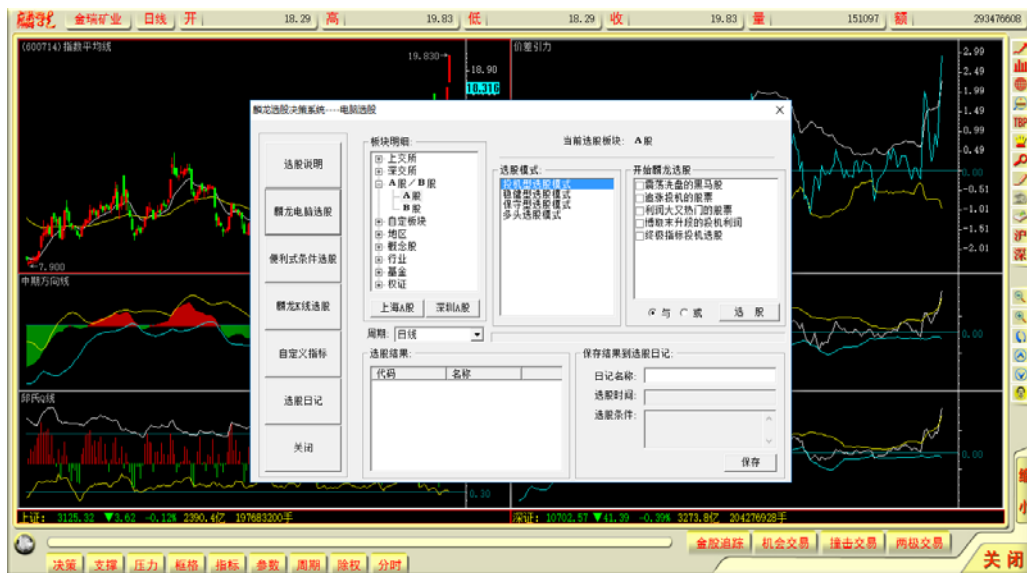 麟龙 金瑞矿业 日线 开 18.29 高 19.83 低 18.29 收 19.83 量 151097 额 293476608
(600714)指数平均线
19.830
18.90
10.316
7.900
价差引力
2.99
2.49
1.99
1.49
0.99
0.49
0.00
-0.51
-1.01
-1.51
-2.01
TBP
沪
深
中期方向线
0.00
邱氏Q线
0.30
0.00
麟龙选股决策系统----电脑选股
选股说明
麟龙电脑选股
便利式条件选股
麟龙K线选股
自定义指标
选股日记
关闭
板块明细:
上交所
深交所
A股/B股
A股
B股
自定板块
地区
概念股
行业
基金
权证
上海A股 深圳A股
当前选股板块: A股
选股模式:
投机型选股模式
稳健型选股模式
保守型选股模式
多头选股模式
开始麟龙选股
震荡洗盘的黑马股
追涨投机的股票
利润大又热门的股票
博取末升段的投机利润
终极指标投机选股
与 或 选 股
周期: 日线
选股结果:
代码 名称
保存结果到选股日记:
日记名称:
选股时间:
选股条件:
保存
上证: 3125.32 ▼3.62 -0.12% 2390.4亿 197683200手
深证: 10702.57 ▼41.39 -0.39% 3273.8亿 204276928手
金股追踪 机会交易 撞击交易 两极交易
决策 支撑 压力 框格 指标 参数 周期 除权 分时
缩
小
关闭